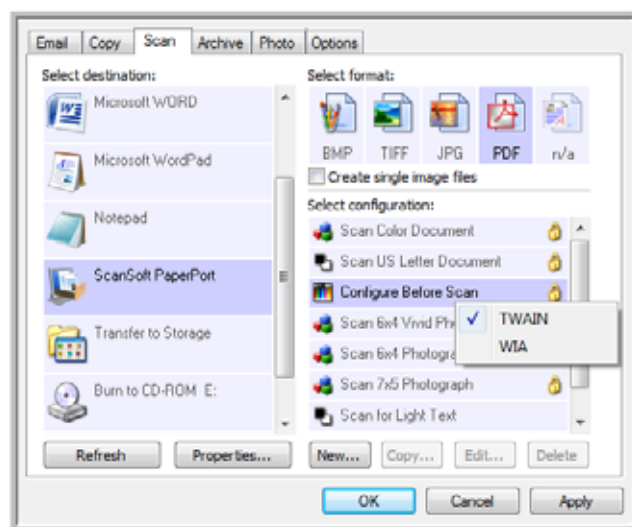 Email Copy Scan Archive Photo Options
Select destination:
Microsoft WORD
Microsoft WordPad
Notepad
ScanSoft PaperPort
Transfer to Storage
Burn to CD-ROM E:
Refresh Properties...
Select format:
BMP TIFF JPG PDF n/a
Create single image files
Select configuration:
Scan Color Document
Scan US Letter Document
Configure Before Scan
Scan 6x4 Vivid Ph
Scan 6x4 Photogra
Scan 7x5 Photograph
Scan for Light Text
TWAIN
WIA
New... Copy... Edit... Delete
OK Cancel Apply